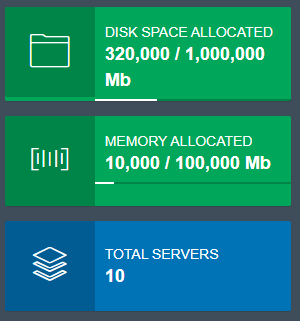 DISK SPACE ALLOCATED
320,000 / 1,000,000
Mb
MEMORY ALLOCATED
10,000 / 100,000 Mb
TOTAL SERVERS
10